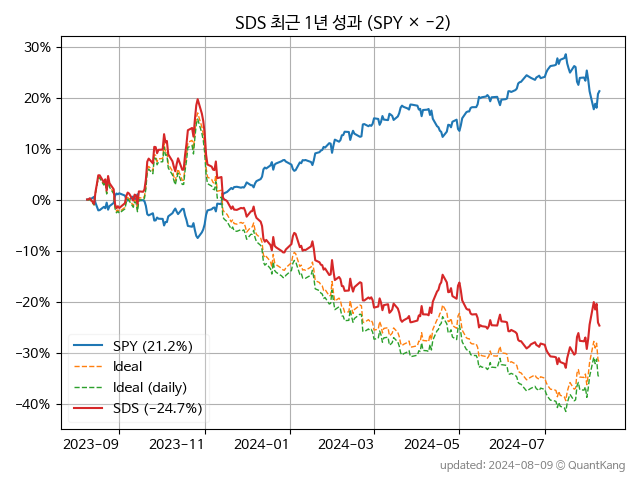 SDS 최근 1년 성과 (SPY × −2)
30%
20%
10%
0%
−10%
−20%
−30%
−40%
SPY (21.2%)
Ideal
Ideal (daily)
SDS (−24.7%)
2023-09
2023-11
2024-01
2024-03
2024-05
2024-07
updated: 2024-08-09 © QuantKang